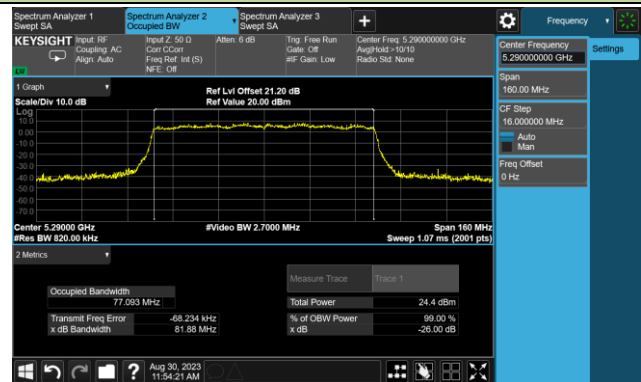 Spectrum Analyzer 1
Swept SA
Spectrum Analyzer 2
Occupied BW
Spectrum Analyzer 3
Swept SA
Frequency
KEYSIGHT
Input: RF
Coupling: AC
Align: Auto
Input Z: 50 Ω
Corr CCorr
Freq Ref: Int (S)
NFE: Off
Atten: 6 dB
Trig: Free Run
Gate: Off
#IF Gain: Low
Center Freq: 5.290000000 GHz
Avg|Hold:>10/10
Radio Std: None
Center Frequency
5.290000000 GHz
Settings
Span
160.00 MHz
CF Step
16.000000 MHz
Auto
Man
Freq Offset
0 Hz
1 Graph
Scale/Div 10.0 dB
Ref Lvl Offset 21.20 dB
Ref Value 20.00 dBm
Log
10.0
0.00
-10.0
-20.0
-30.0
-40.0
-50.0
-60.0
-70.0
Center 5.29000 GHz
#Video BW 2.7000 MHz
Span 160 MHz
#Res BW 820.00 kHz
Sweep 1.07 ms (2001 pts)
2 Metrics
Measure Trace
Trace 1
Occupied Bandwidth
77.093 MHz
Total Power
24.4 dBm
Transmit Freq Error
-68.234 kHz
% of OBW Power
99.00 %
x dB Bandwidth
81.88 MHz
x dB
-26.00 dB
?
Aug 30, 2023
11:54:21 AM